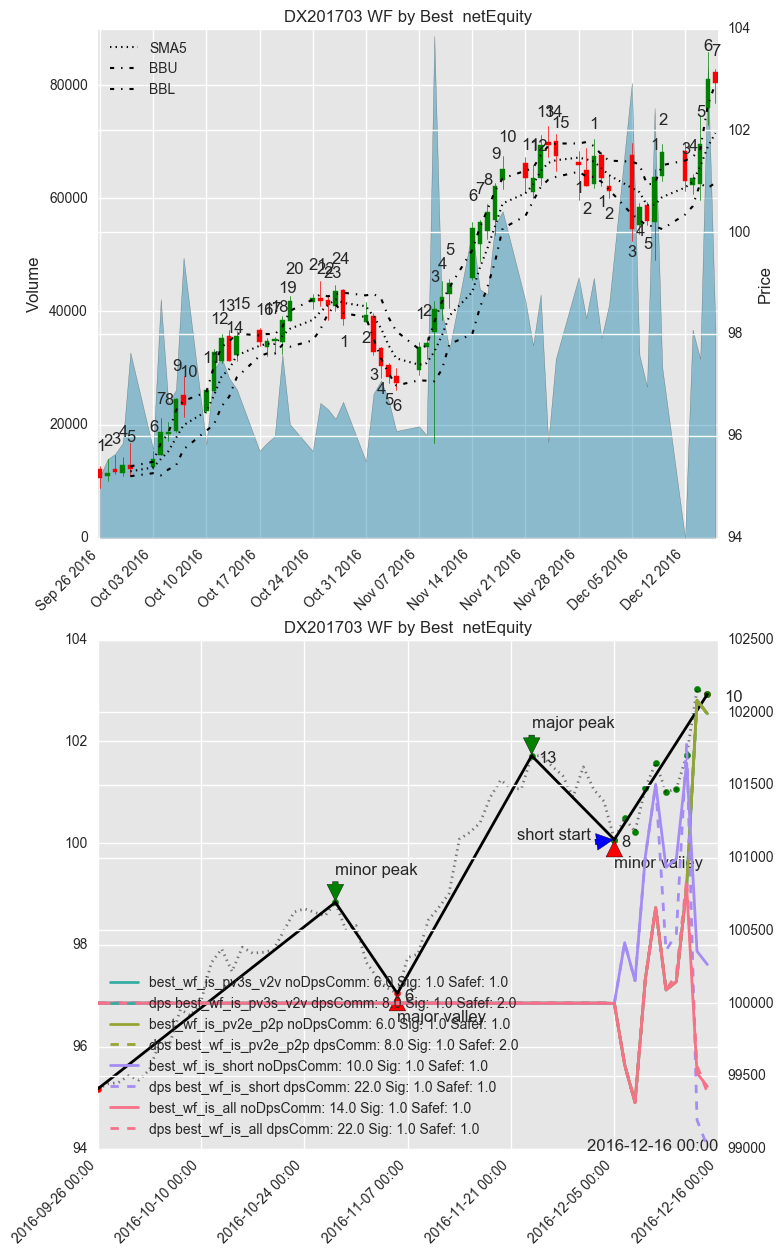 DX201703 WF by Best  netEquity
SMA5
BBU
BBL
Volume
Price
80000
60000
40000
20000
0
104
102
100
98
96
94
Sep 26 2016
Oct 03 2016
Oct 10 2016
Oct 17 2016
Oct 24 2016
Oct 31 2016
Nov 07 2016
Nov 14 2016
Nov 21 2016
Nov 28 2016
Dec 05 2016
Dec 12 2016
DX201703 WF by Best  netEquity
104
102
100
98
96
94
102500
102000
101500
101000
100500
100000
99500
99000
major peak
13
10
short start
8
minor valley
minor peak
6
major valley
best_wf_is_pv3s_v2v noDpsComm: 6.0 Sig: 1.0 Safef: 1.0
dps best_wf_is_pv3s_v2v dpsComm: 8.0 Sig: 1.0 Safef: 2.0
best_wf_is_pv2e_p2p noDpsComm: 6.0 Sig: 1.0 Safef: 1.0
dps best_wf_is_pv2e_p2p dpsComm: 8.0 Sig: 1.0 Safef: 2.0
best_wf_is_short noDpsComm: 10.0 Sig: 1.0 Safef: 1.0
dps best_wf_is_short dpsComm: 22.0 Sig: 1.0 Safef: 1.0
best_wf_is_all noDpsComm: 14.0 Sig: 1.0 Safef: 1.0
dps best_wf_is_all dpsComm: 22.0 Sig: 1.0 Safef: 1.0
2016-12-16 00:00
2016-09-26 00:00
2016-10-10 00:00
2016-10-24 00:00
2016-11-07 00:00
2016-11-21 00:00
2016-12-05 00:00
2016-12-16 00:00